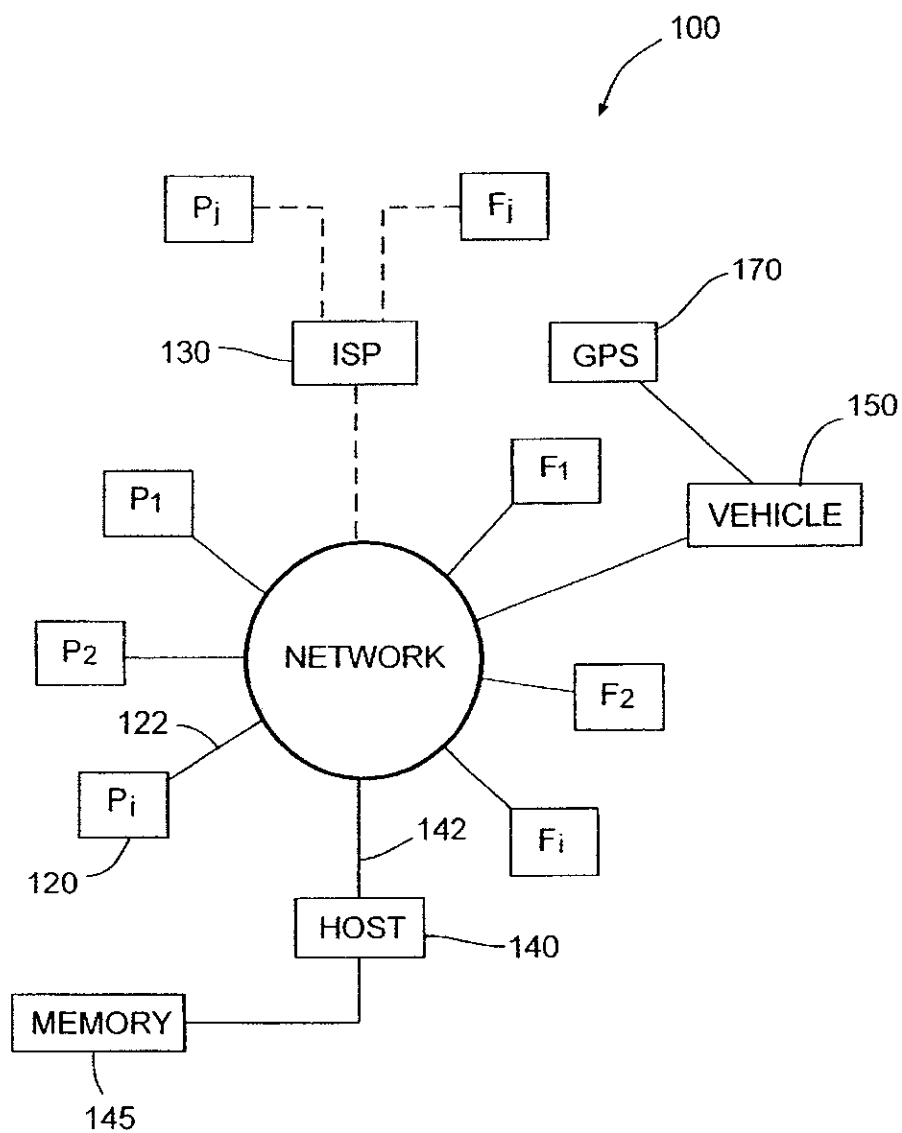 100
Pj
Fj
170
130
ISP
GPS
150
P1
F1
VEHICLE
P2
NETWORK
F2
122
Pi
142
Fi
120
HOST
140
MEMORY
145